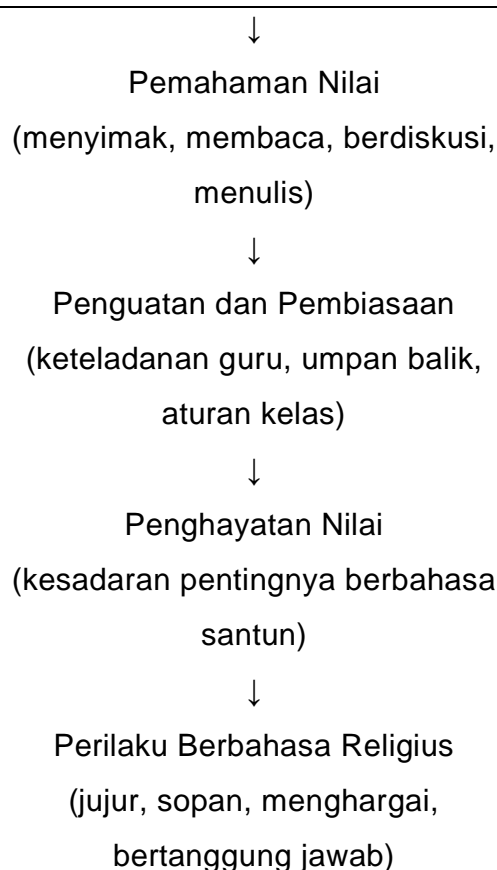 ↓
Pemahaman Nilai
(menyimak, membaca, berdiskusi,
menulis)
↓
Penguatan dan Pembiasaan
(keteladanan guru, umpan balik,
aturan kelas)
↓
Penghayatan Nilai
(kesadaran pentingnya berbahasa
santun)
↓
Perilaku Berbahasa Religius
(jujur, sopan, menghargai,
bertanggung jawab)